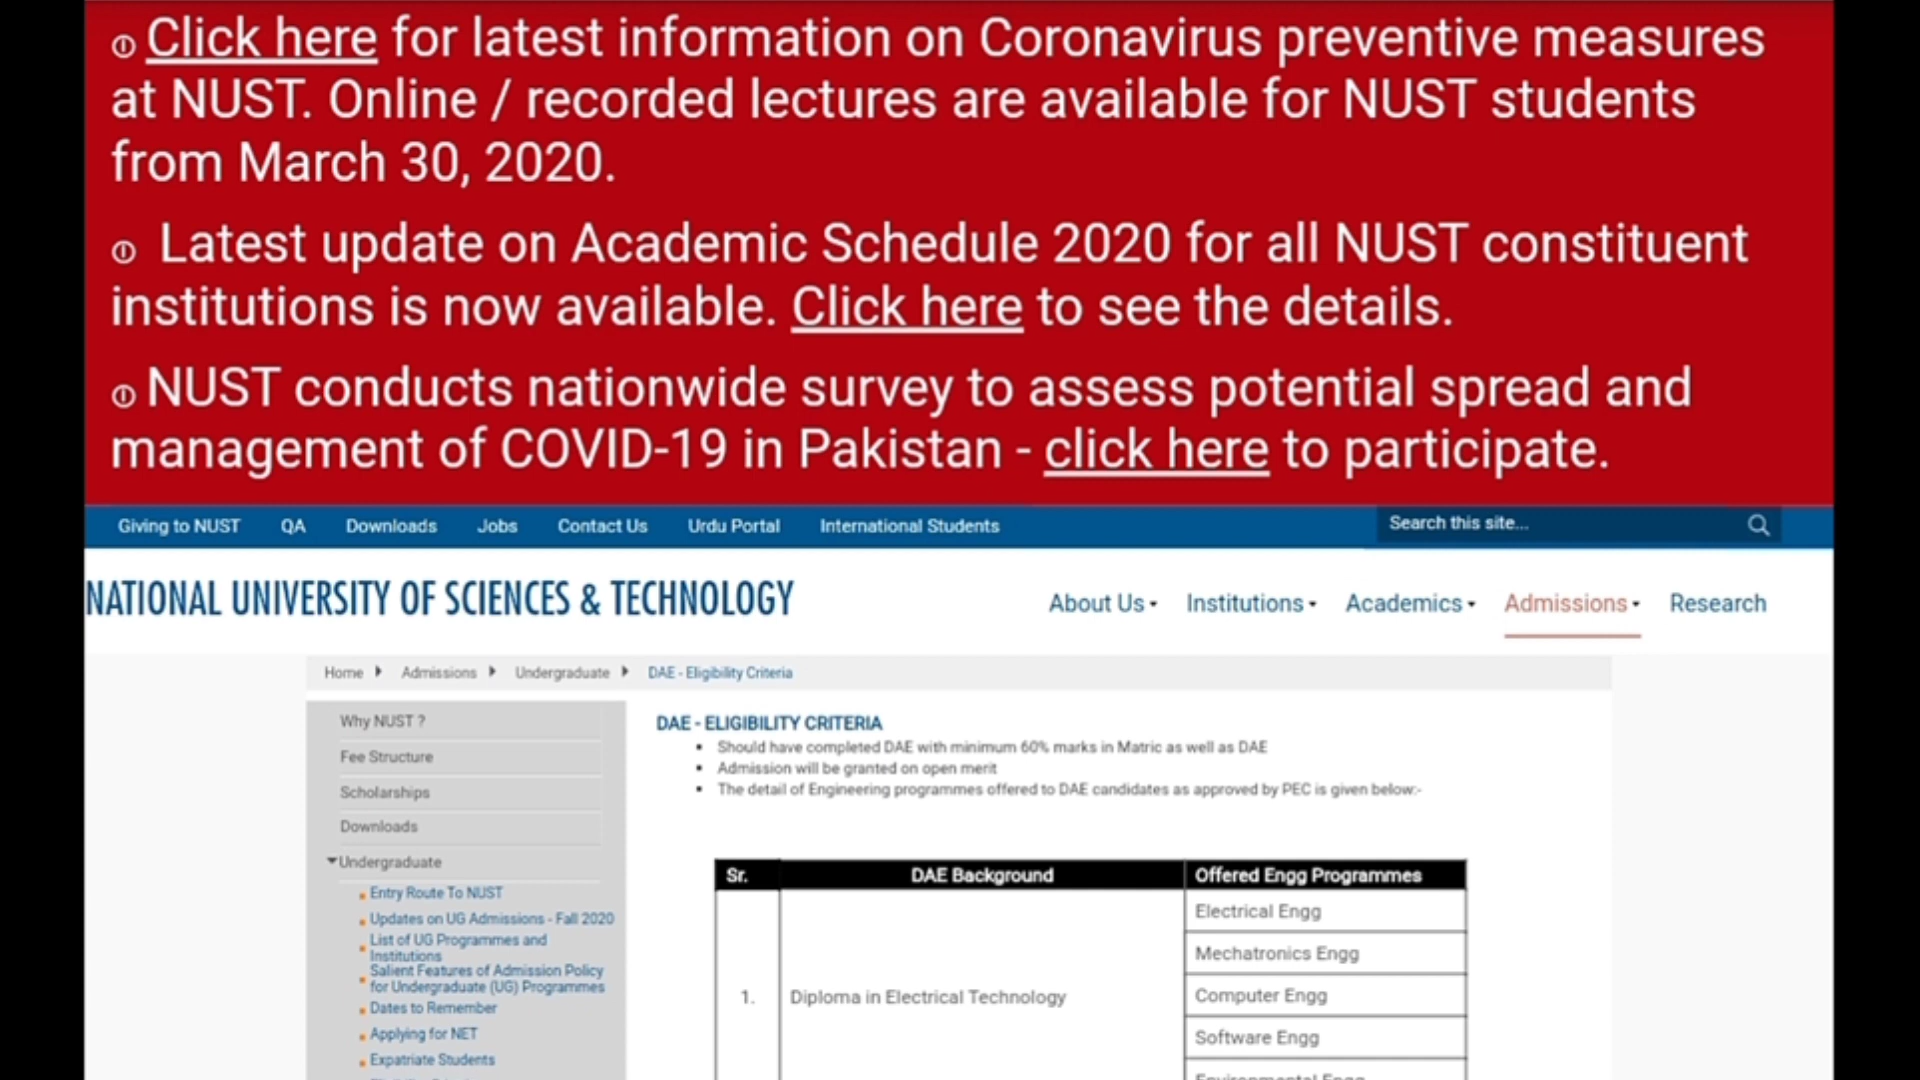 Click here for latest information on Coronavirus preventive measures
at NUST. Online / recorded lectures are available for NUST students
from March 30, 2020.
Latest update on Academic Schedule 2020 for all NUST constituent
institutions is now available. Click here to see the details.
NUST conducts nationwide survey to assess potential spread and
management of COVID-19 in Pakistan - click here to participate.
Giving to NUST QA Downloads Jobs Contact Us Urdu Portal International Students Search this site...
NATIONAL UNIVERSITY OF SCIENCES & TECHNOLOGY
About Us Institutions Academics Admissions Research
Home Admissions Undergraduate DAE - Eligibility Criteria
Why NUST ?
Fee Structure
Scholarships
Downloads
Undergraduate
Entry Route To NUST
Updates on UG Admissions - Fall 2020
List of UG Programmes and
Institutions
Salient Features of Admission Policy
for Undergraduate (UG) Programmes
Dates to Remember
Applying for NET
Expatriate Students
DAE - ELIGIBILITY CRITERIA
Should have completed DAE with minimum 60% marks in Matric as well as DAE
Admission will be granted on open merit
The detail of Engineering programmes offered to DAE candidates as approved by PEC is given below:-
Sr. DAE Background Offered Engg Programmes
Electrical Engg
Mechatronics Engg
1. Diploma in Electrical Technology Computer Engg
Software Engg